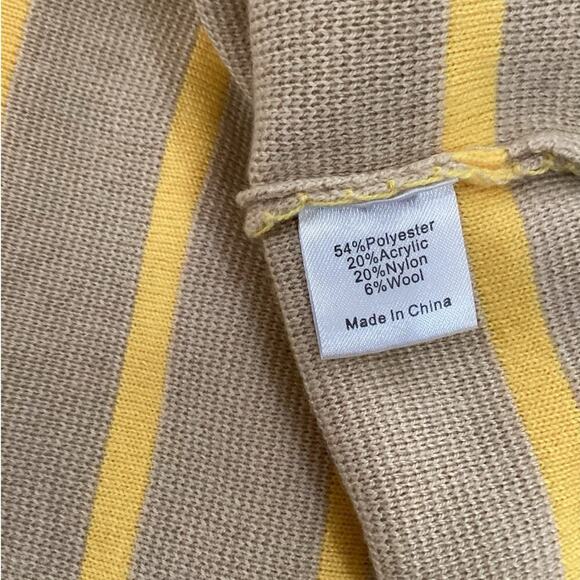 54%Polyester
20%Acrylic
20%Nylon
6%Wool
Made In China